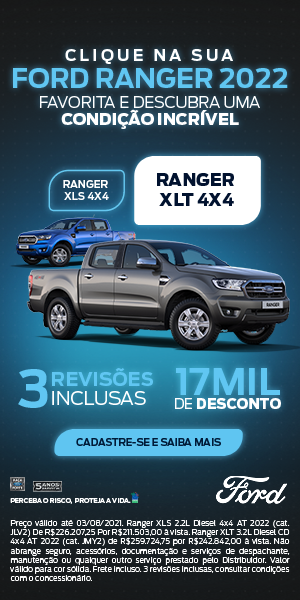 CLIQUE NA SUA
FORD RANGER 2022
FAVORITA E DESCUBRA UMA
CONDIÇÃO INCRÍVEL
RANGER
XLS 4X4
RANGER
XLT 4X4
3 REVISÕES
INCLUSAS
17MIL
DE DESCONTO
CADASTRE-SE E SAIBA MAIS
5 ANOS
PERCEBA O RISCO, PROTEJA A VIDA.
Ford
Preço válido até 03/08/2021. Ranger XLS 2.2L Diesel 4x4 AT 2022 (cat.
JLV2) De R$226.207,25 Por R$211.503,00 à vista. Ranger XLT 3.2L Diesel CD
4x4 AT 2022 (cat. JMY2) de R$259.724,75 por R$242.842,00 à vista. Não
abrange seguro, acessórios, documentação e serviços de despachante,
manutenção ou qualquer outro serviço prestado pelo Distribuidor. Valor
válido para cor sólida. Frete incluso. 3 revisões inclusas, consultar condições
com o concessionário.